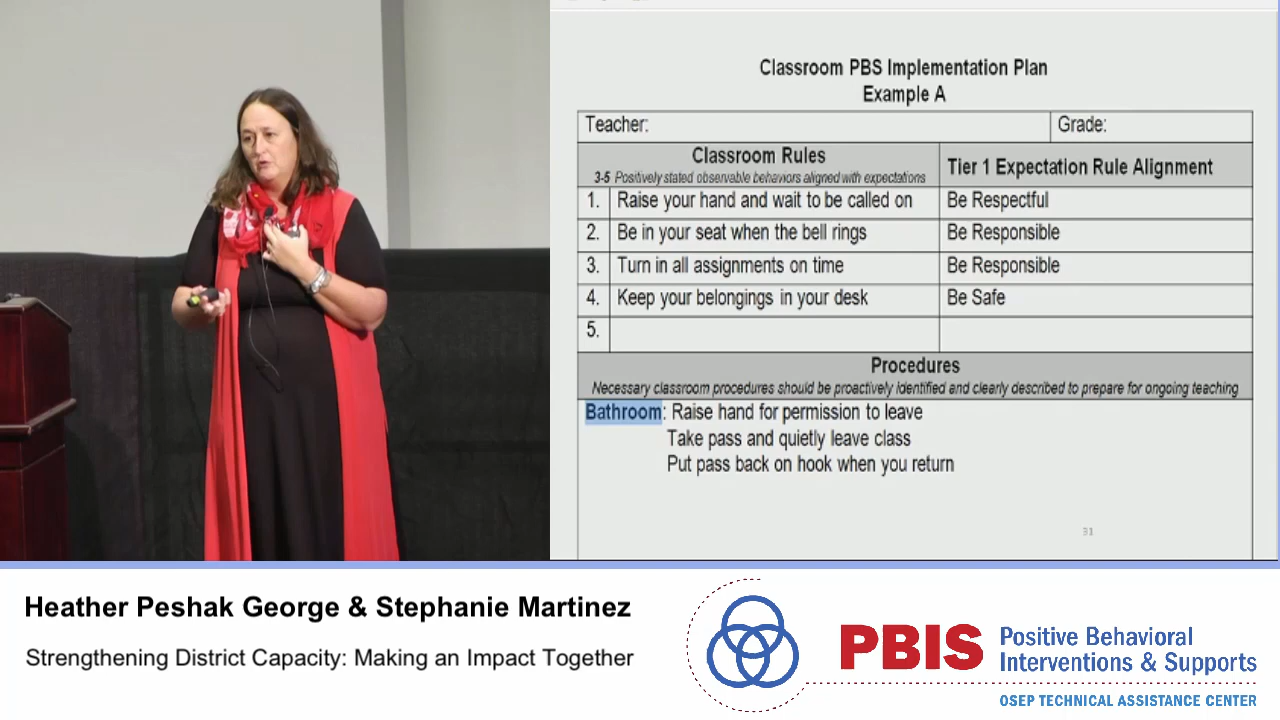 Classroom PBS Implementation Plan
Example A
Teacher:
Grade:
Classroom Rules
3-5 Positively stated observable behaviors aligned with expectations
Tier 1 Expectation Rule Alignment
1. Raise your hand and wait to be called on
Be Respectful
2. Be in your seat when the bell rings
Be Responsible
3. Turn in all assignments on time
Be Responsible
4. Keep your belongings in your desk
Be Safe
5.
Procedures
Necessary classroom procedures should be proactively identified and clearly described to prepare for ongoing teaching
Bathroom: Raise hand for permission to leave
Take pass and quietly leave class
Put pass back on hook when you return
31
Heather Peshak George & Stephanie Martinez
Strengthening District Capacity: Making an Impact Together
PBIS
Positive Behavioral
Interventions & Supports
OSEP TECHNICAL ASSISTANCE CENTER